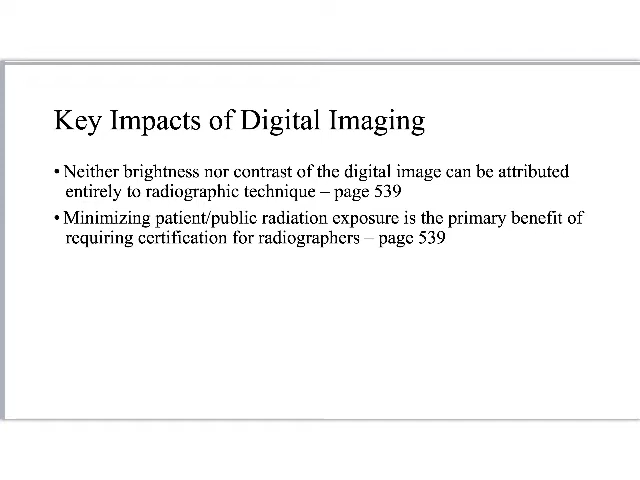 Key Impacts of Digital Imaging
• Neither brightness nor contrast of the digital image can be attributed
entirely to radiographic technique – page 539
• Minimizing patient/public radiation exposure is the primary benefit of
requiring certification for radiographers – page 539